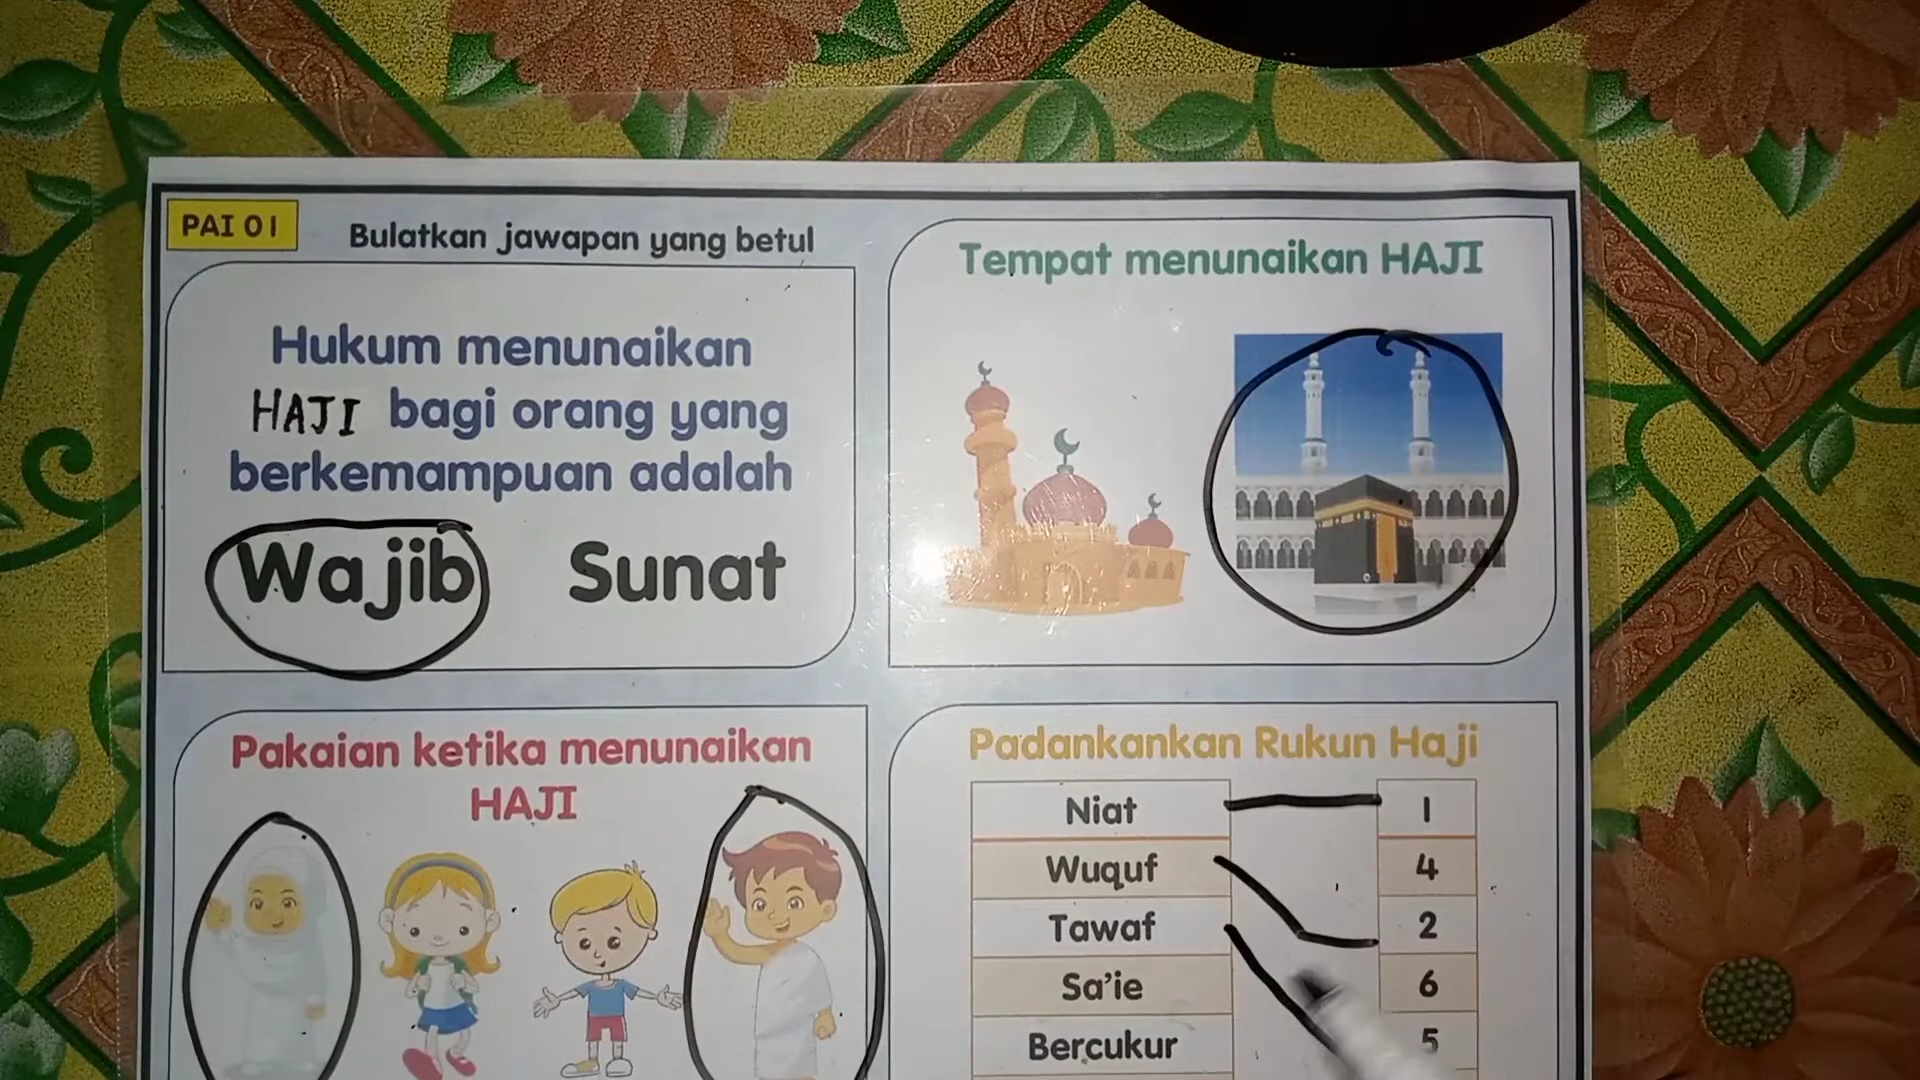 PAI 01
Bulatkan jawapan yang betul
Hukum menunaikan
HAJI bagi orang yang
berkemampuan adalah
Wajib Sunat
Tempat menunaikan HAJI
Pakaian ketika menunaikan
HAJI
Padankankan Rukun Haji
Niat 1
Wuquf 4
Tawaf 2
Sa'ie 6
Bercukur 5